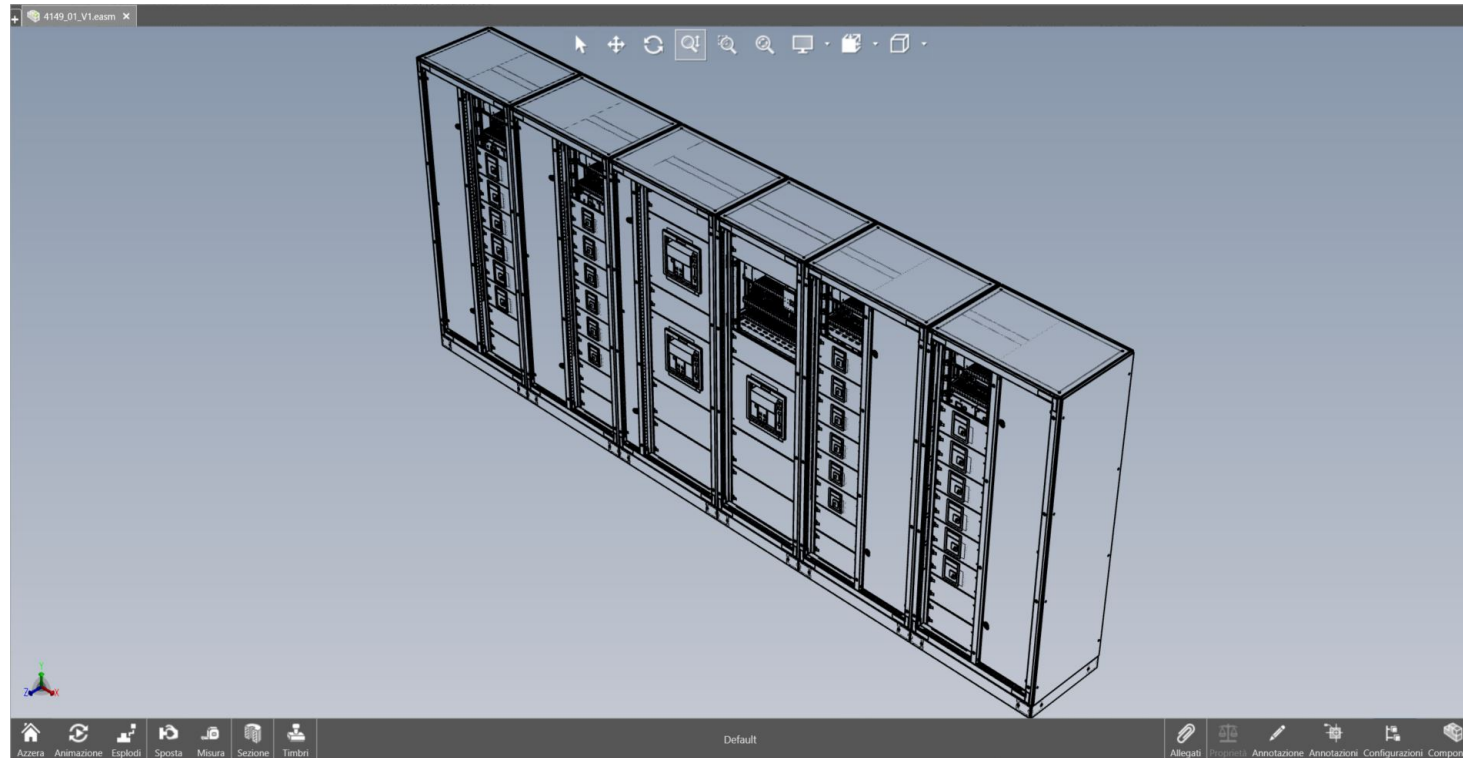 4149_01_V1.easm
Y
Z X
Default
Azzera Animazione Esplodi Sposta Misura Sezione Timbri
Allegati Proprietà Annotazione Annotazioni Configurazioni Compon